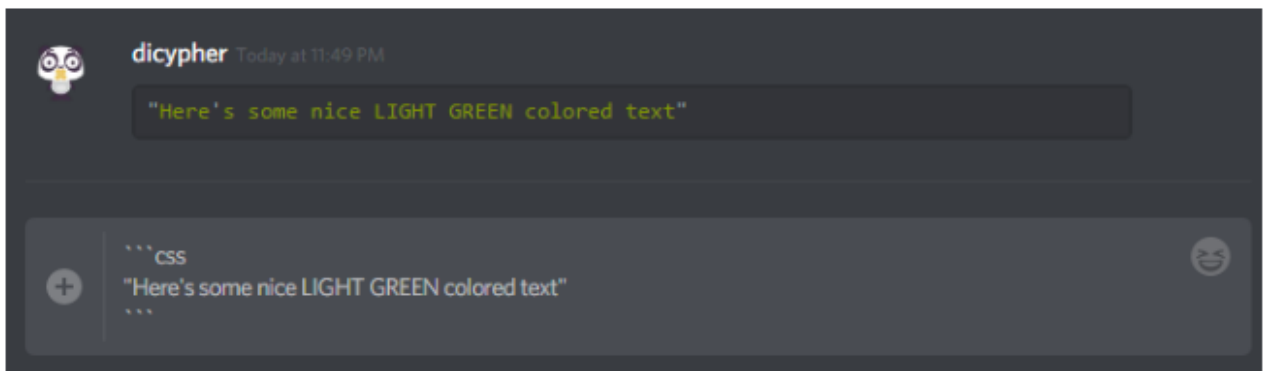 dicypher Today at 11:49 PM
"Here's some nice LIGHT GREEN colored text"
```css
"Here's some nice LIGHT GREEN colored text"
```